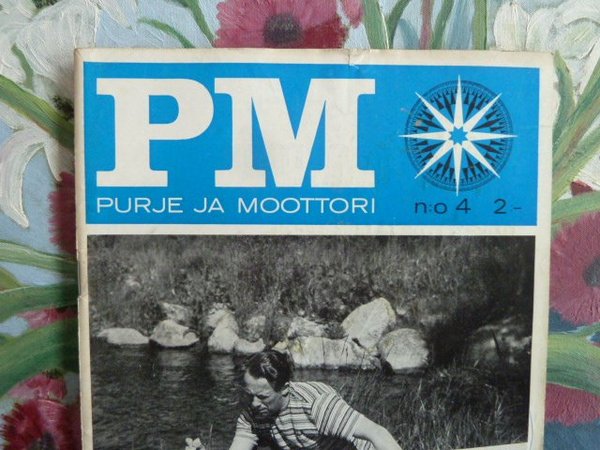 PM
PURJE JA MOOTTORI n:o 4 2-